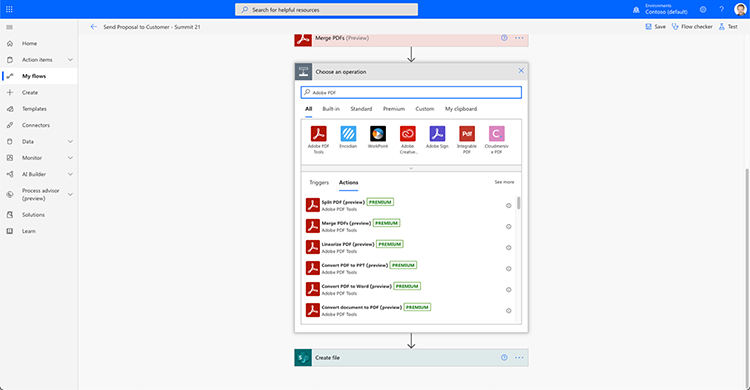 Search for helpful resources
Environments
Contoso (default)
?
Send Proposal to Customer - Summit 21
Save
Flow checker
Test
Home
Action items
My flows
Create
Templates
Connectors
Data
Monitor
AI Builder
Process advisor
(preview)
Solutions
Learn
Merge PDFs (Preview)
Choose an operation
Adobe PDF
All
Built-in
Standard
Premium
Custom
My clipboard
Adobe PDF
Tools
Encodian
WorkPoint
Adobe
Creative...
Adobe Sign
Pdf
Integrable
PDF
C
Cloudmersive
PDF
Triggers
Actions
See more
Split PDF (preview) PREMIUM
Adobe PDF Tools
Merge PDFs (preview) PREMIUM
Adobe PDF Tools
Linearize PDF (preview) PREMIUM
Adobe PDF Tools
Convert PDF to PPT (preview) PREMIUM
Adobe PDF Tools
Convert PDF to Word (preview) PREMIUM
Adobe PDF Tools
Convert document to PDF (preview) PREMIUM
Adobe PDF Tools
Create file